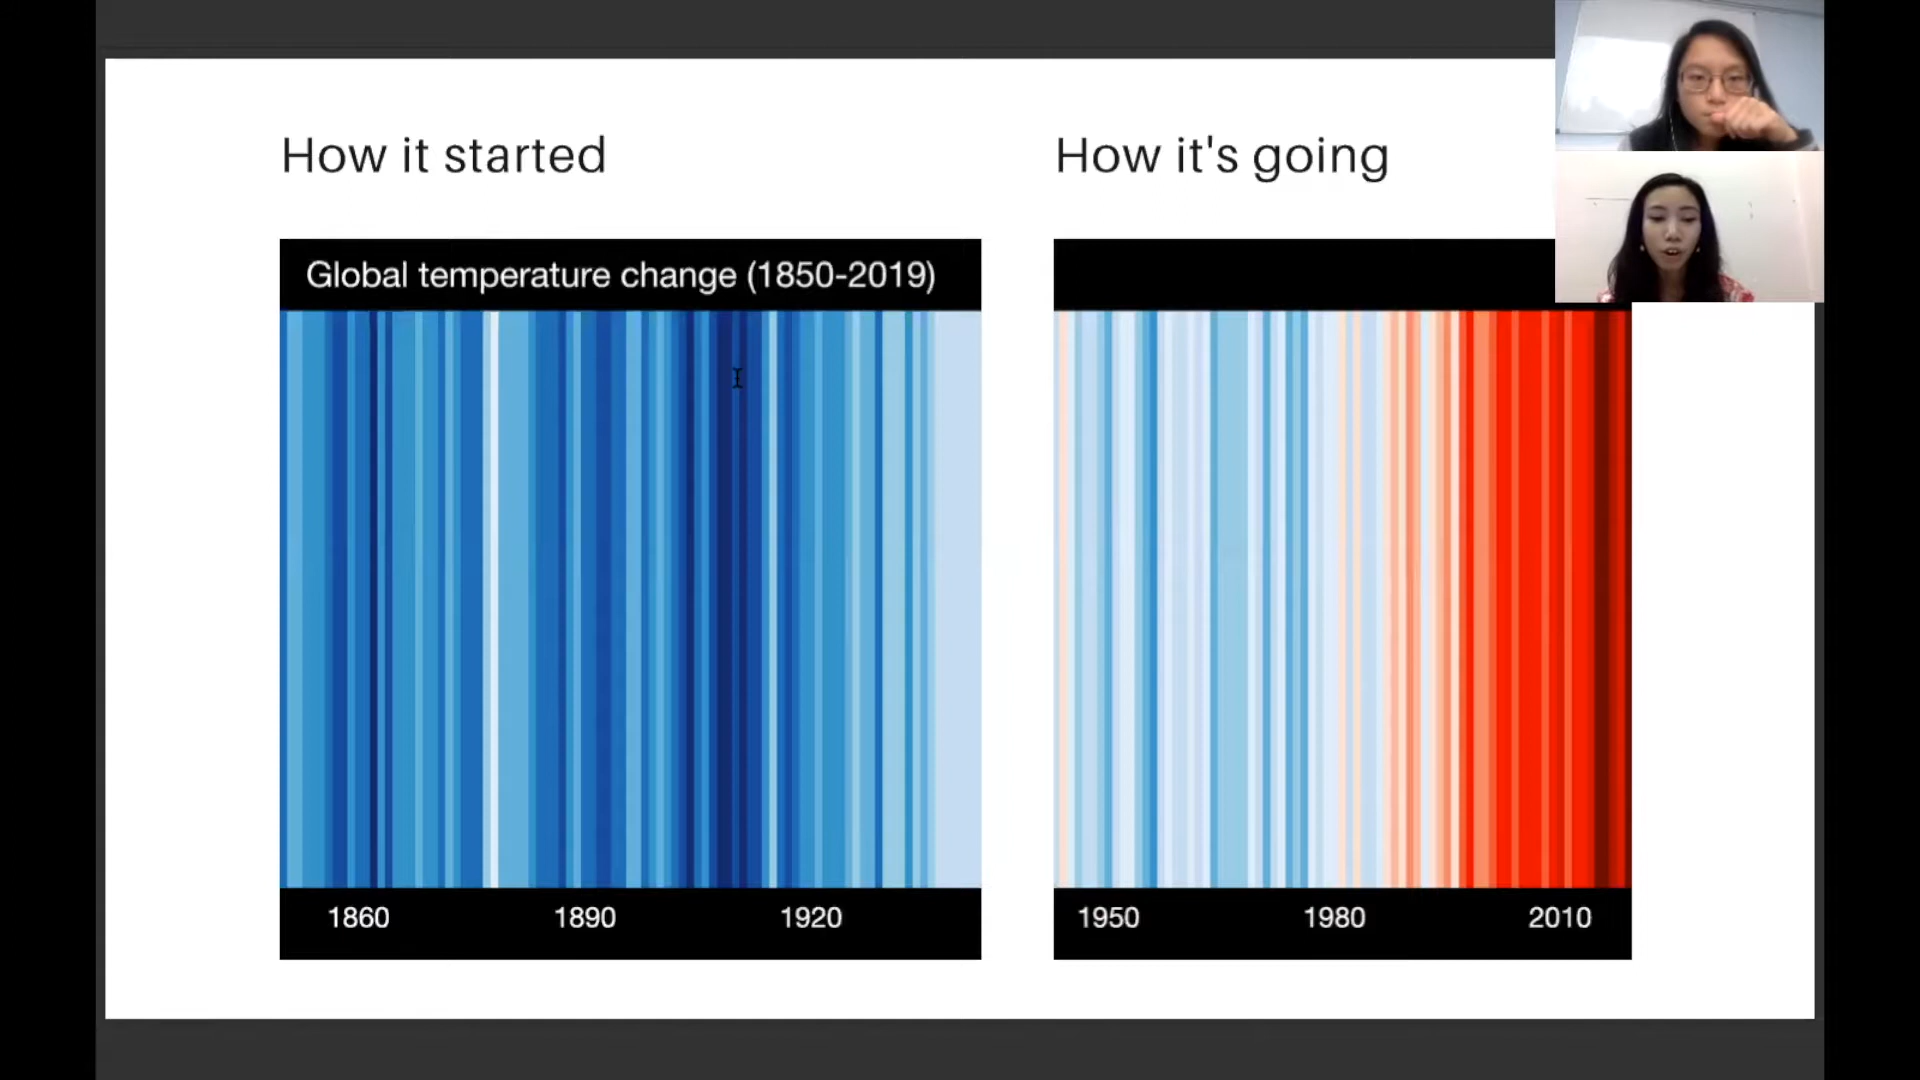 How it started
How it's going
Global temperature change (1850-2019)
1860 1890 1920
1950 1980 2010